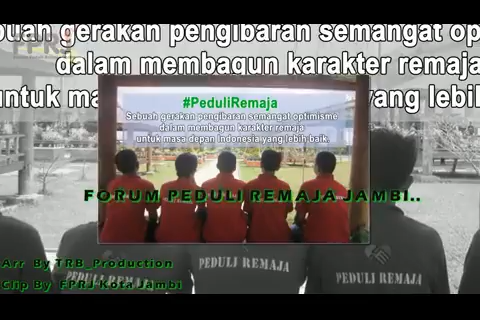 FPRJ
buah gerakan pengibaran semangat op
dalam membagun karakter remaja
untuk ma
yang lebih
#PeduliRemaja
Sebuah gerakan pengibaran semangat optimisme
dalam membagun karakter remaja
untuk masa depan Indonesia yang lebih baik.
FORUM PEDULI REMAJA JAMBI..
Arr By TRB_Production
Clip By FPRJ Kota Jambi
PEDULI REMAJA
PEDULI REMAJA